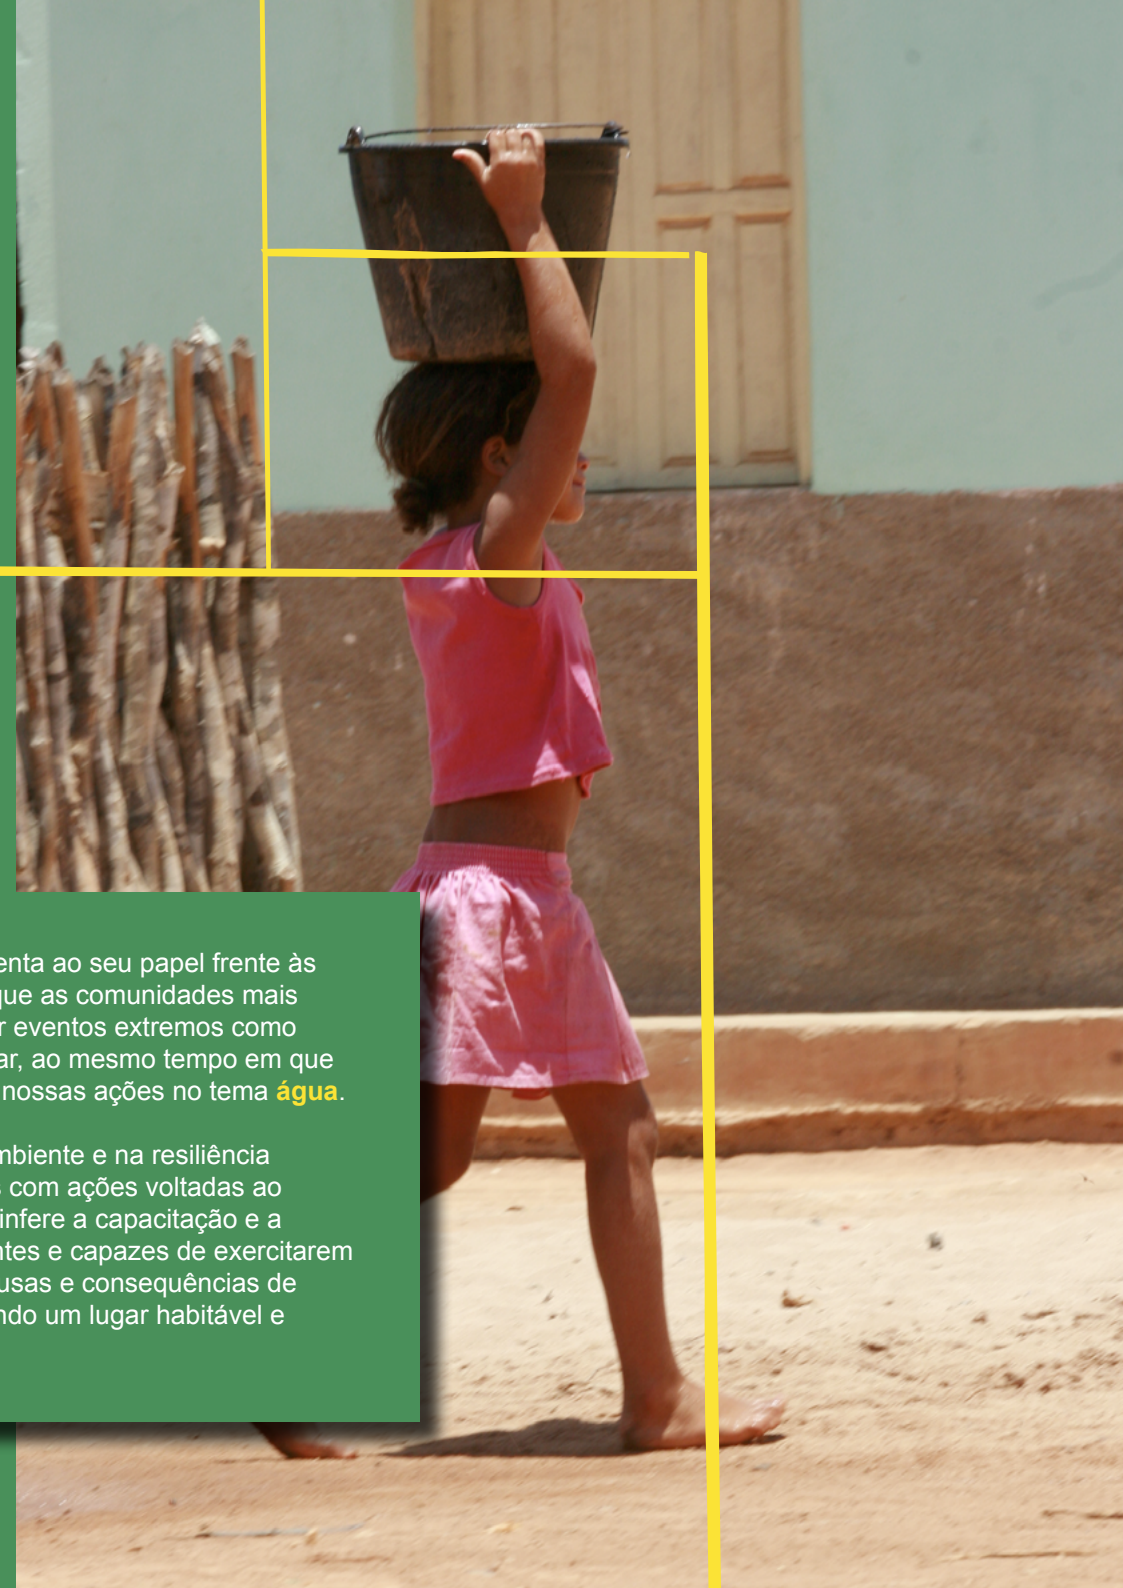 enta ao seu papel frente às
que as comunidades mais
r eventos extremos como
ar, ao mesmo tempo em que
nossas ações no tema água.
mbiente e na resiliência
s com ações voltadas ao
infere a capacitação e a
ntes e capazes de exercitarem
usas e consequências de
ndo um lugar habitável e